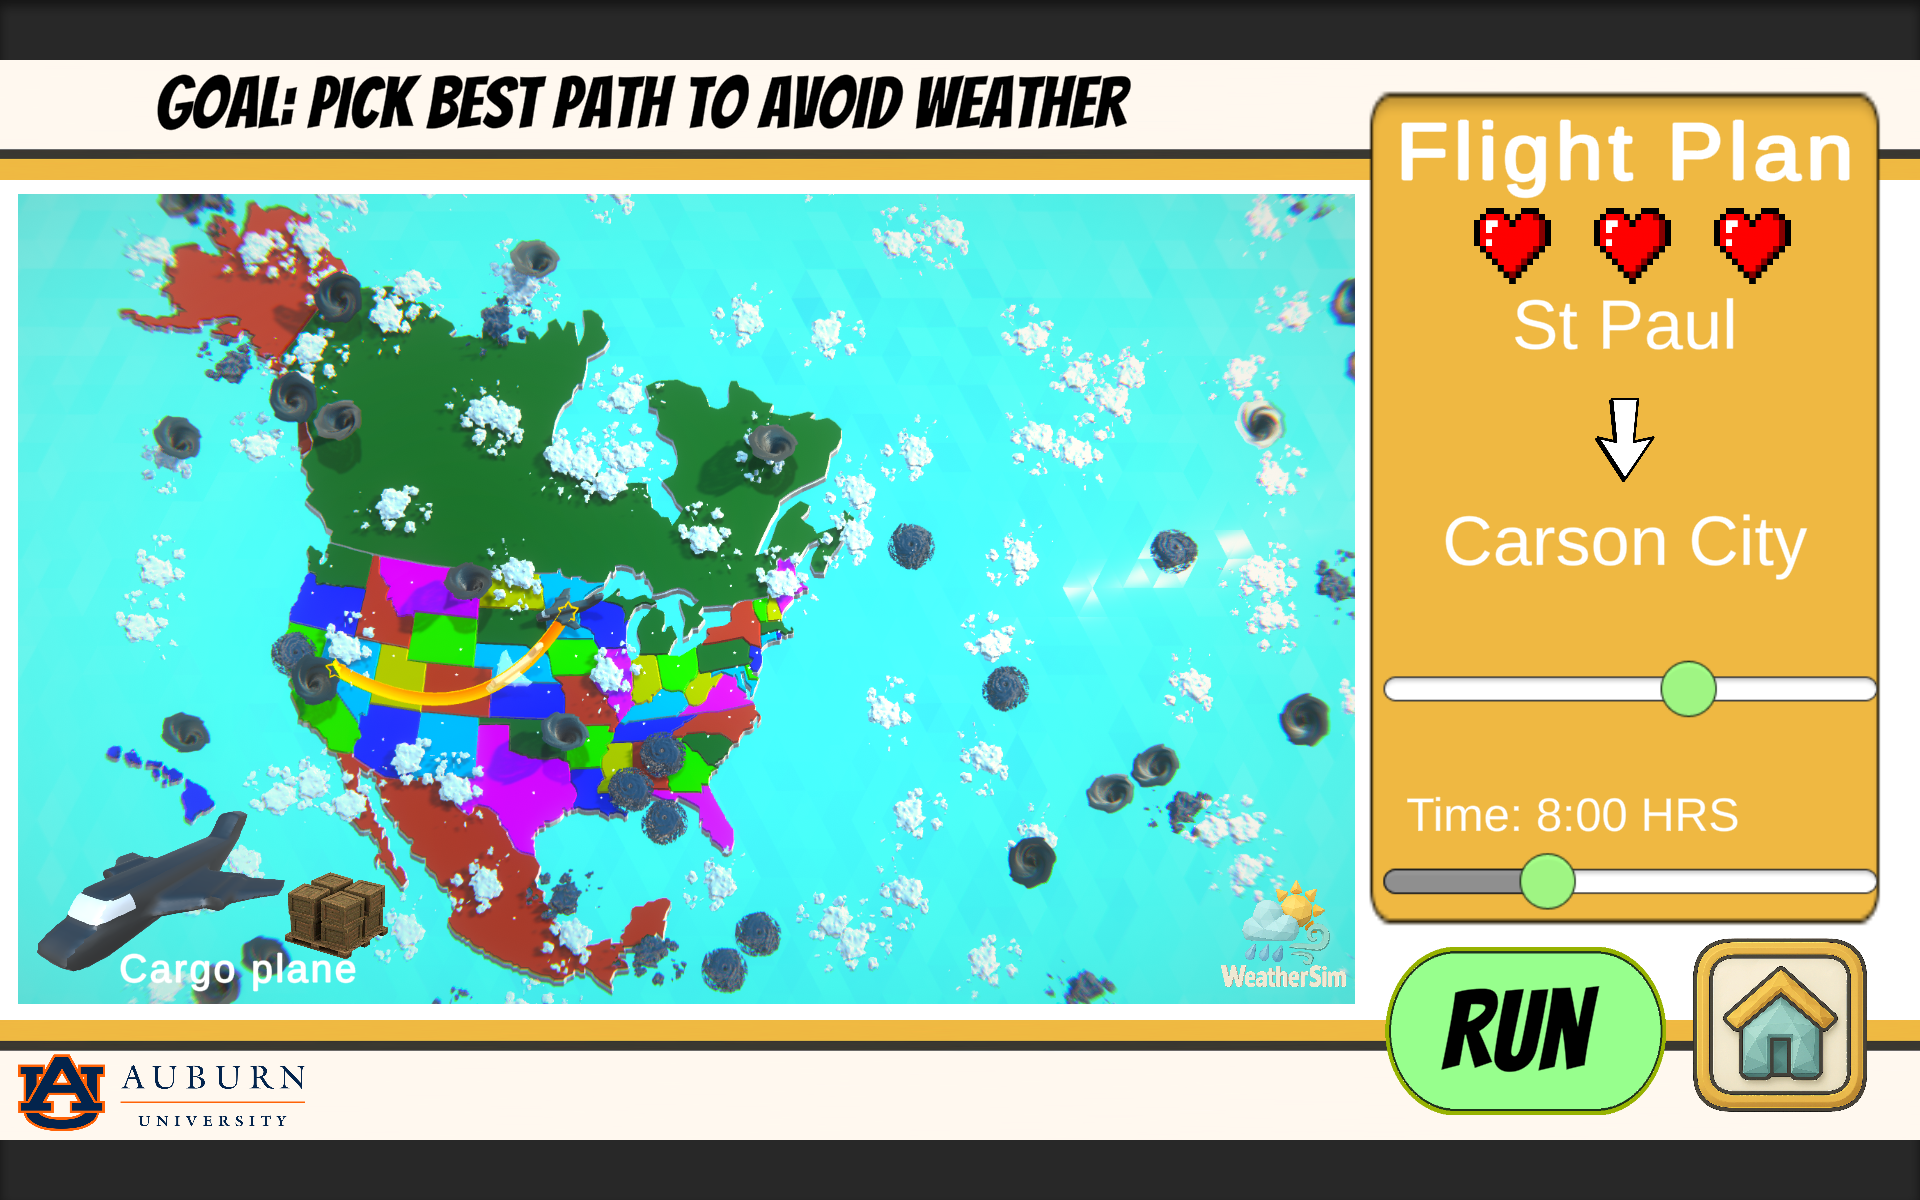 GOAL: PICK BEST PATH TO AVOID WEATHER
Flight Plan
St Paul
Carson City
Time: 8:00 HRS
RUN
Cargo plane
WeatherSim
AUBURN
UNIVERSITY